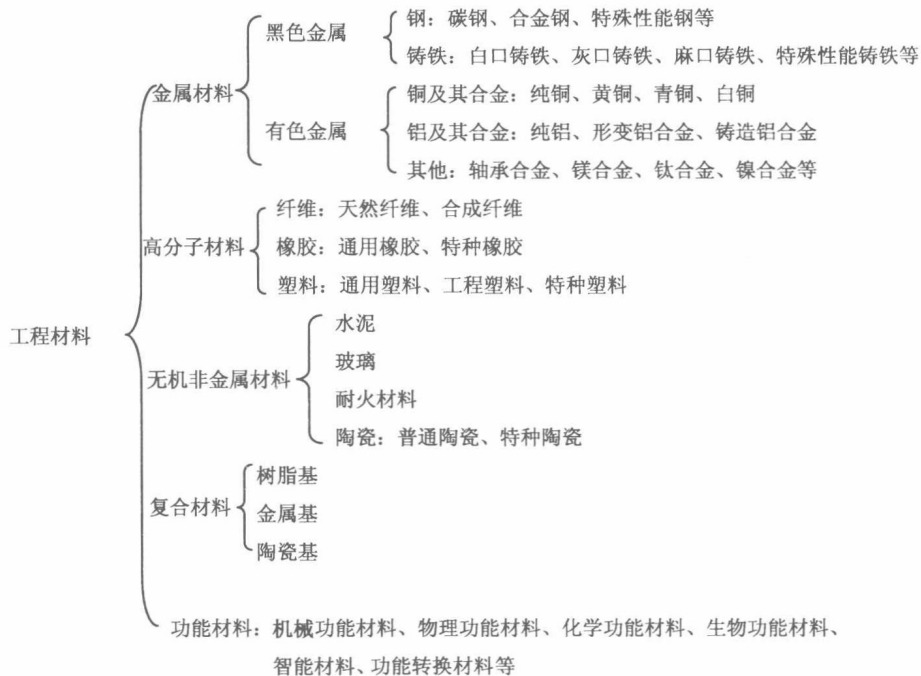 黑色金属
钢：碳钢、合金钢、特殊性能钢等
铸铁：白口铸铁、灰口铸铁、麻口铸铁、特殊性能铸铁等
金属材料
铜及其合金：纯铜、黄铜、青铜、白铜
有色金属
铝及其合金：纯铝、形变铝合金、铸造铝合金
其他：轴承合金、镁合金、钛合金、镍合金等
纤维：天然纤维、合成纤维
高分子材料
橡胶：通用橡胶、特种橡胶
塑料：通用塑料、工程塑料、特种塑料
工程材料
水泥
玻璃
无机非金属材料
耐火材料
陶瓷：普通陶瓷、特种陶瓷
树脂基
复合材料
金属基
陶瓷基
功能材料：机械功能材料、物理功能材料、化学功能材料、生物功能材料、
智能材料、功能转换材料等